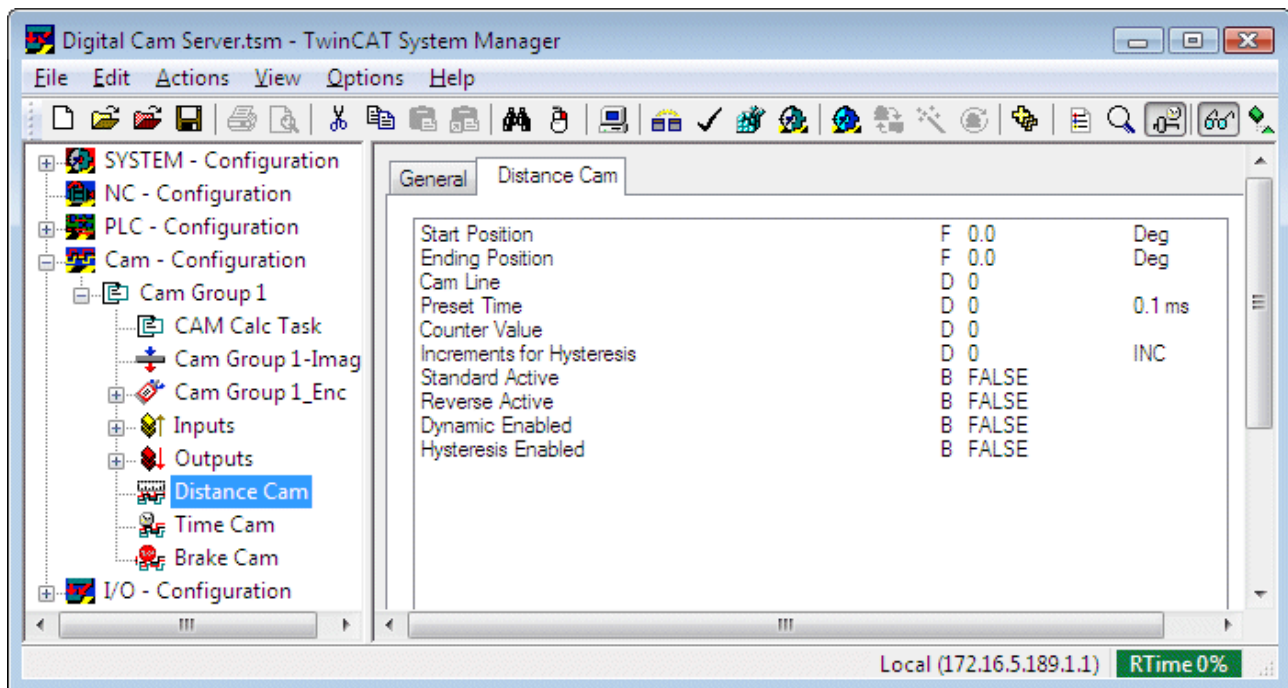 Digital Cam Server.tsm - TwinCAT System Manager
File Edit Actions View Options Help
SYSTEM - Configuration
NC - Configuration
PLC - Configuration
Cam - Configuration
Cam Group 1
CAM Calc Task
Cam Group 1-Imag
Cam Group 1_Enc
Inputs
Outputs
Distance Cam
Time Cam
Brake Cam
I/O - Configuration
General Distance Cam
Start Position F 0.0 Deg
Ending Position F 0.0 Deg
Cam Line D 0
Preset Time D 0 0.1 ms
Counter Value D 0
Increments for Hysteresis D 0 INC
Standard Active B FALSE
Reverse Active B FALSE
Dynamic Enabled B FALSE
Hysteresis Enabled B FALSE
Local (172.16.5.189.1.1) RTime 0%